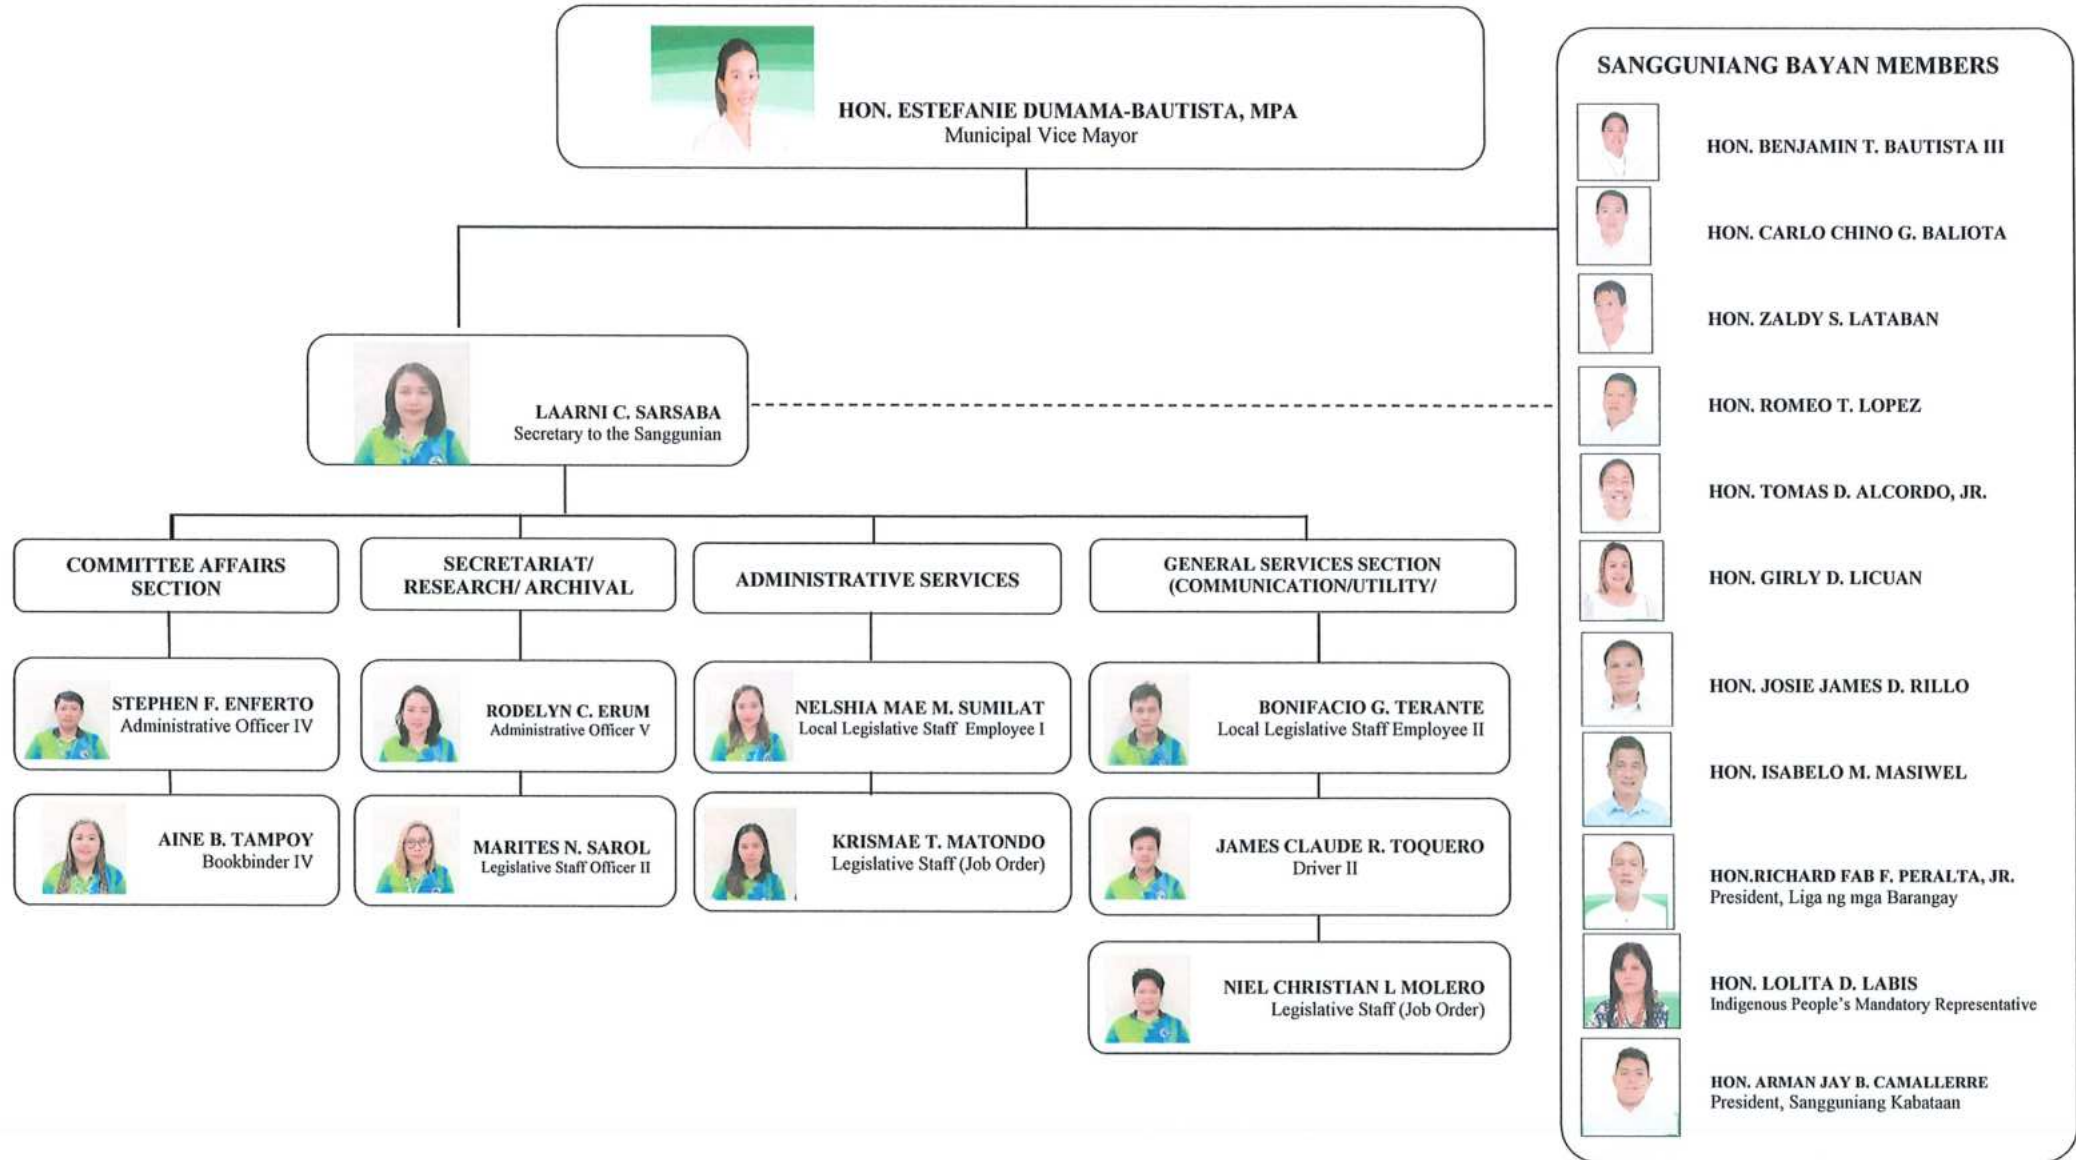 HON. ESTEFANIE DUMAMA-BAUTISTA, MPA
Municipal Vice Mayor
LAARNI C. SARSABA
Secretary to the Sanggunian
COMMITTEE AFFAIRS
SECTION
STEPHEN F. ENFERTO
Administrative Officer IV
AINE B. TAMPOY
Bookbinder IV
SECRETARIAT/
RESEARCH/ ARCHIVAL
RODELYN C. ERUM
Administrative Officer V
MARITES N. SAROL
Legislative Staff Officer II
ADMINISTRATIVE SERVICES
NELSHIA MAE M. SUMILAT
Local Legislative Staff Employee I
KRISMAE T. MATONDO
Legislative Staff (Job Order)
GENERAL SERVICES SECTION
(COMMUNICATION/UTILITY/
BONIFACIO G. TERANTE
Local Legislative Staff Employee II
JAMES CLAUDE R. TOQUERO
Driver II
NIEL CHRISTIAN L MOLERO
Legislative Staff (Job Order)
SANGGUNIANG BAYAN MEMBERS
HON. BENJAMIN T. BAUTISTA III
HON. CARLO CHINO G. BALIOTA
HON. ZALDY S. LATABAN
HON. ROMEO T. LOPEZ
HON. TOMAS D. ALCORDO, JR.
HON. GIRLY D. LICUAN
HON. JOSIE JAMES D. RILLO
HON. ISABELO M. MASIWEL
HON.RICHARD FAB F. PERALTA, JR.
President, Liga ng mga Barangay
HON. LOLITA D. LABIS
Indigenous People's Mandatory Representative
HON. ARMAN JAY B. CAMALLERRE
President, Sangguniang Kabataan